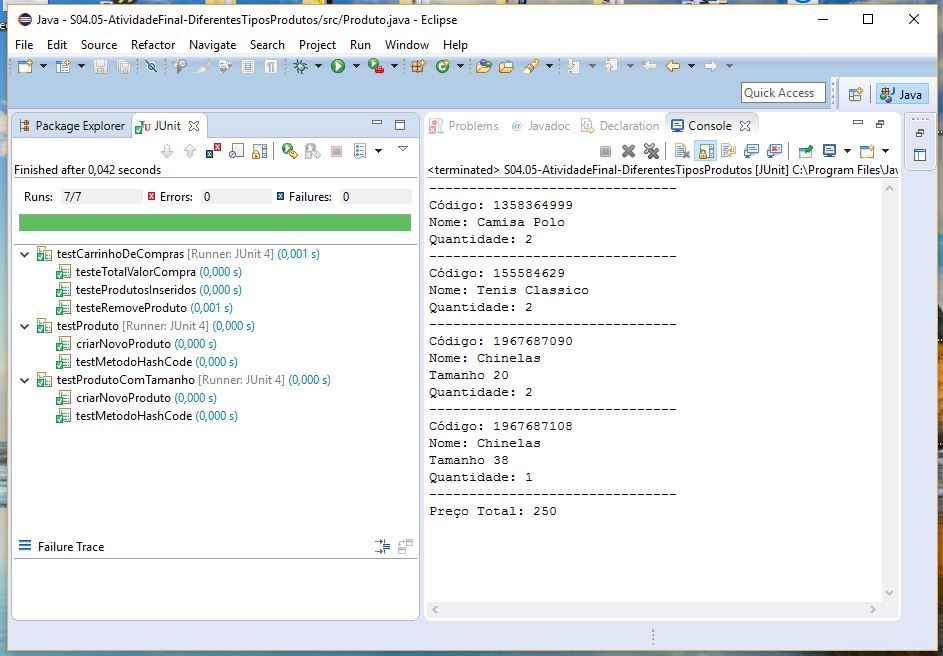 Java - S04.05-AtividadeFinal-DiferentesTiposProdutos/src/Produto.java - Eclipse
File Edit Source Refactor Navigate Search Project Run Window Help
Quick Access
Java
Package Explorer
JUnit
Finished after 0,042 seconds
Runs: 7/7
Errors: 0
Failures: 0
testCarrinhoDeCompras [Runner: JUnit 4] (0,001 s)
testeTotalValorCompra (0,000 s)
testeProdutosInseridos (0,000 s)
testeRemoveProduto (0,001 s)
testProduto [Runner: JUnit 4] (0,000 s)
criarNovoProduto (0,000 s)
testMetodoHashCode (0,000 s)
testProdutoComTamanho [Runner: JUnit 4] (0,000 s)
criarNovoProduto (0,000 s)
testMetodoHashCode (0,000 s)
Failure Trace
Problems
@ Javadoc
Declaration
Console
<terminated> S04.05-AtividadeFinal-DiferentesTiposProdutos [JUnit] C:\Program Files\Jav
-------------------------------
Código: 1358364999
Nome: Camisa Polo
Quantidade: 2
-------------------------------
Código: 155584629
Nome: Tenis Classico
Quantidade: 2
-------------------------------
Código: 1967687090
Nome: Chinelas
Tamanho 20
Quantidade: 2
-------------------------------
Código: 1967687108
Nome: Chinelas
Tamanho 38
Quantidade: 1
-------------------------------
Preço Total: 250